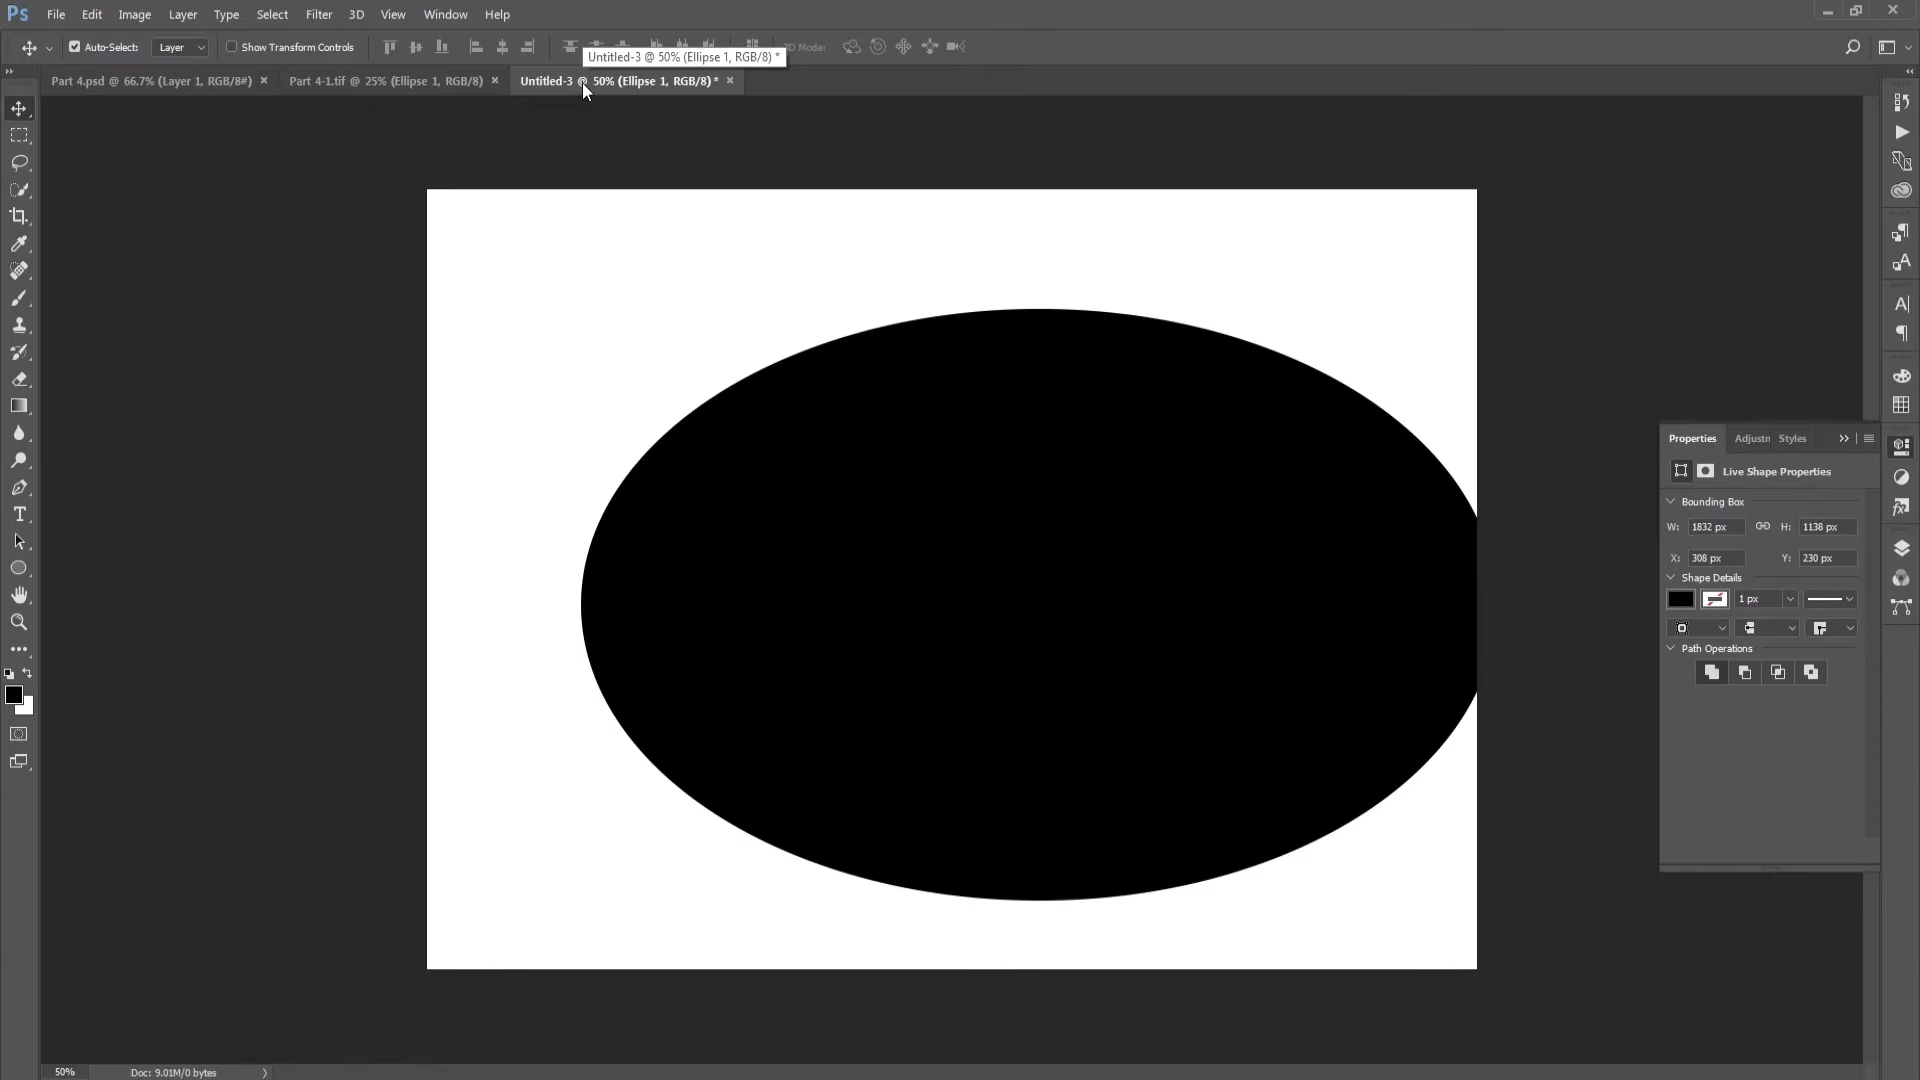 Ps File Edit Image Layer Type Select Filter 3D View Window Help
Auto-Select: Layer Show Transform Controls 3D Mode:
Untitled-3 @ 50% (Ellipse 1, RGB/8) *
Part 4.psd @ 66.7% (Layer 1, RGB/8#) × Part 4-1.tif @ 25% (Ellipse 1, RGB/8) × Untitled-3 @ 50% (Ellipse 1, RGB/8) * ×
Properties Adjustn Styles
Live Shape Properties
Bounding Box
W: 1832 px H: 1138 px
X: 308 px Y: 230 px
Shape Details
1 px
Path Operations
50% Doc: 9.01M/0 bytes